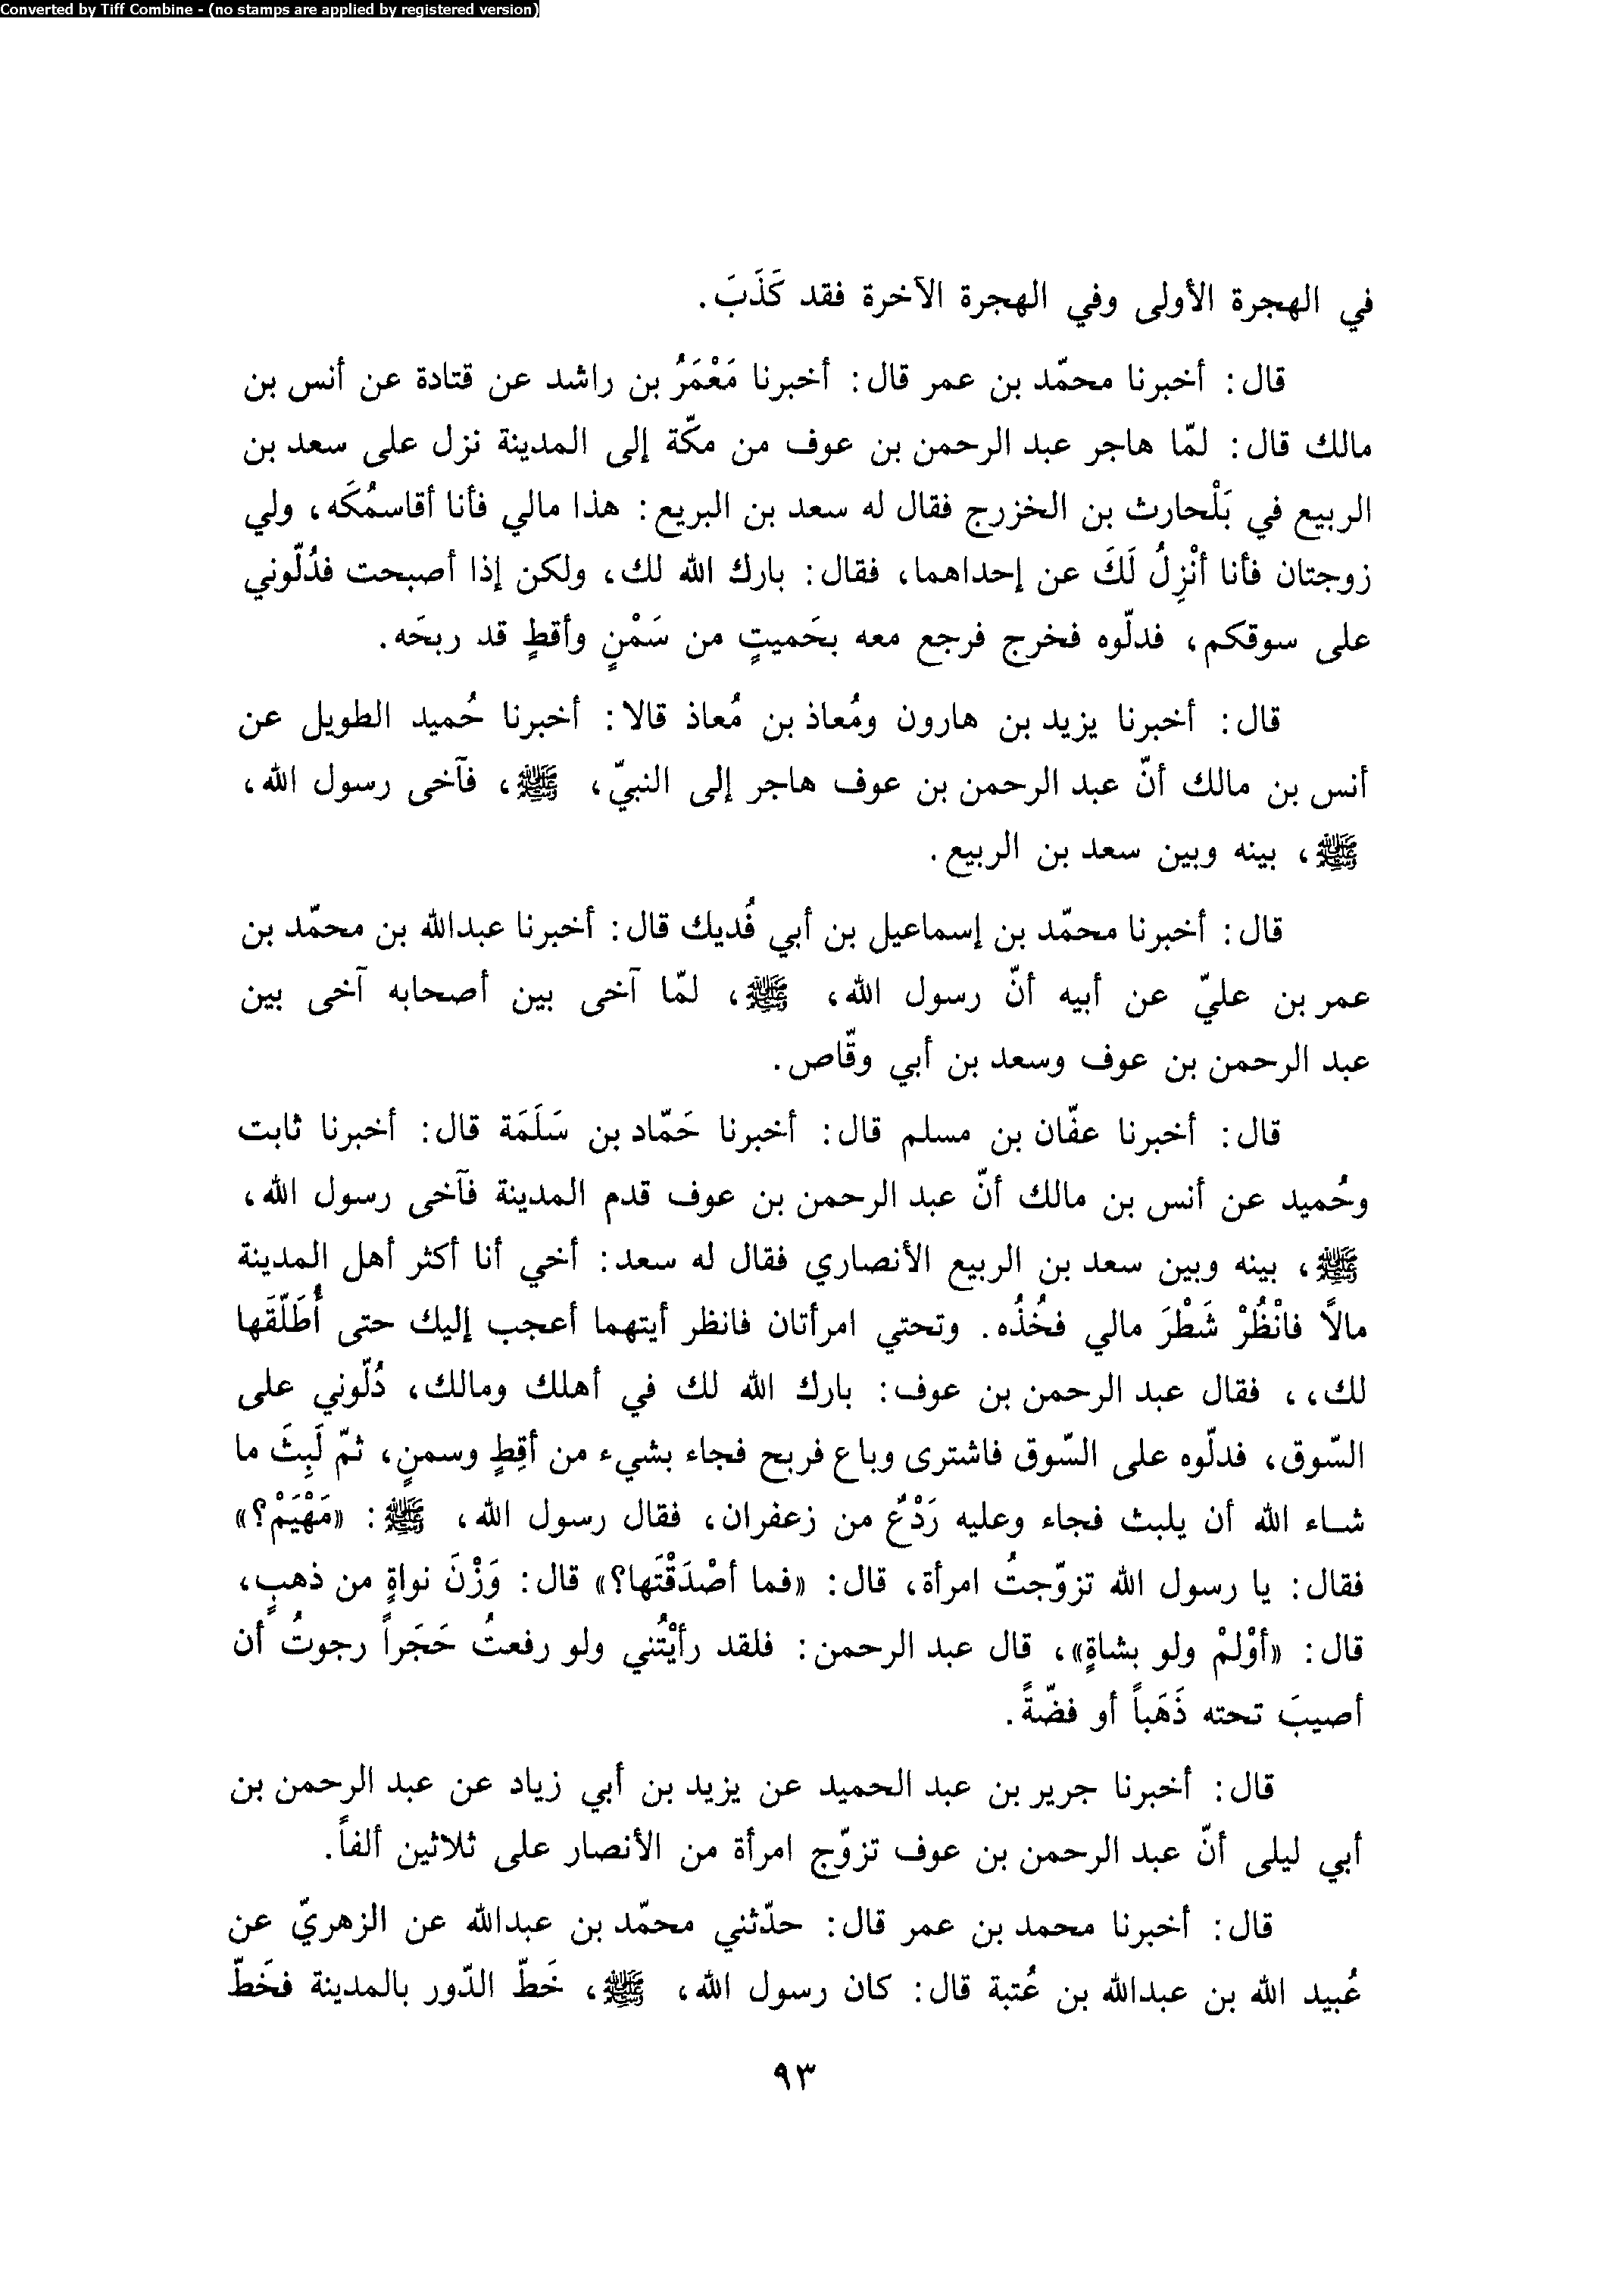 Converted by Tiff Combine - (no stamps are applied by registered version)
في الهجرة الأولى وفي الهجرة الآخرة فقد كَذَبَ.
قال: أخبرنا محمّد بن عمر قال: أخبرنا مَعْمَرُ بن راشد عن قتادة عن أنس بن
مالك قال: لمّا هاجر عبد الرحمن بن عوف من مكّة إلى المدينة نزل على سعد بن
الربيع في بَلْحارث بن الخزرج فقال له سعد بن البريع: هذا مالي فأنا أقاسمُكَه، ولي
زوجتان فأنا أنْزِلُ لَكَ عن إحداهما، فقال: بارك الله لك، ولكن إذا أصبحت فدُلّوني
على سوقكم، فدلّوه فخرج فرجع معه بحَميتٍ من سَمْنٍ وأقطٍ قد ربحَه.
قال: أخبرنا يزيد بن هارون ومُعاذ بن مُعاذ قالا: أخبرنا حُميد الطويل عن
أنس بن مالك أنّ عبد الرحمن بن عوف هاجر إلى النبيّ، ﷺ، فآخى رسول الله،
ﷺ، بينه وبين سعد بن الربيع.
قال: أخبرنا محمّد بن إسماعيل بن أبي فُديك قال: أخبرنا عبدالله بن محمّد بن
عمر بن عليّ عن أبيه أنّ رسول الله، ﷺ، لمّا آخى بين أصحابه آخى بين
عبد الرحمن بن عوف وسعد بن أبي وقّاص.
قال: أخبرنا عفّان بن مسلم قال: أخبرنا حَمّاد بن سَلَمَة قال: أخبرنا ثابت
وحُميد عن أنس بن مالك أنّ عبد الرحمن بن عوف قدم المدينة فآخى رسول الله،
ﷺ، بينه وبين سعد بن الربيع الأنصاري فقال له سعد: أخي أنا أكثر أهل المدينة
مالاً فانْظُرْ شَطْرَ مالي فخُذُه. وتحتي امرأتان فانظر أيتهما أعجب إليك حتى أُطَلّقَها
لك،، فقال عبد الرحمن بن عوف: بارك الله لك في أهلك ومالك، دُلّوني على
السّوق، فدلّوه على السّوق فاشترى وباع فربح فجاء بشيء من أقِطٍ وسمنٍ، ثمّ لَبِثَ ما
شاء الله أن يلبث فجاء وعليه رَدْعٌ من زعفران، فقال رسول الله، ﷺ: «مَهْيَمْ؟»
فقال: يا رسول الله تزوّجتُ امرأة، قال: «فما أصْدَقْتَها؟» قال: وَزْنَ نواةٍ من ذهبٍ،
قال: «أوْلمْ ولو بشاةٍ»، قال عبد الرحمن: فلقد رأيْتُني ولو رفعتُ حَجَراً رجوتُ أن
أصيبَ تحته ذَهَباً أو فضّةً.
قال: أخبرنا جرير بن عبد الحميد عن يزيد بن أبي زياد عن عبد الرحمن بن
أبي ليلى أنّ عبد الرحمن بن عوف تزوّج امرأة من الأنصار على ثلاثين ألفاً.
قال: أخبرنا محمد بن عمر قال: حدّثني محمّد بن عبدالله عن الزهريّ عن
عُبيد الله بن عبدالله بن عُتبة قال: كان رسول الله، ﷺ، خَطّ الدّور بالمدينة فخَطّ
٩٣